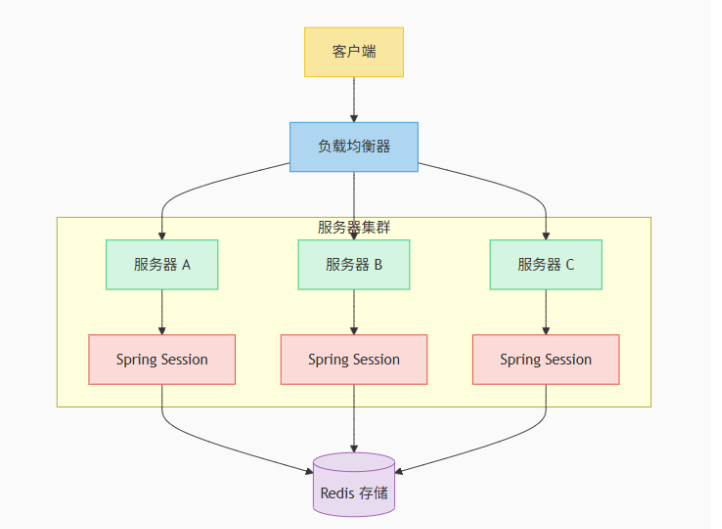 客户端
负载均衡器
服务器集群
服务器 A
服务器 B
服务器 C
Spring Session
Spring Session
Spring Session
Redis 存储